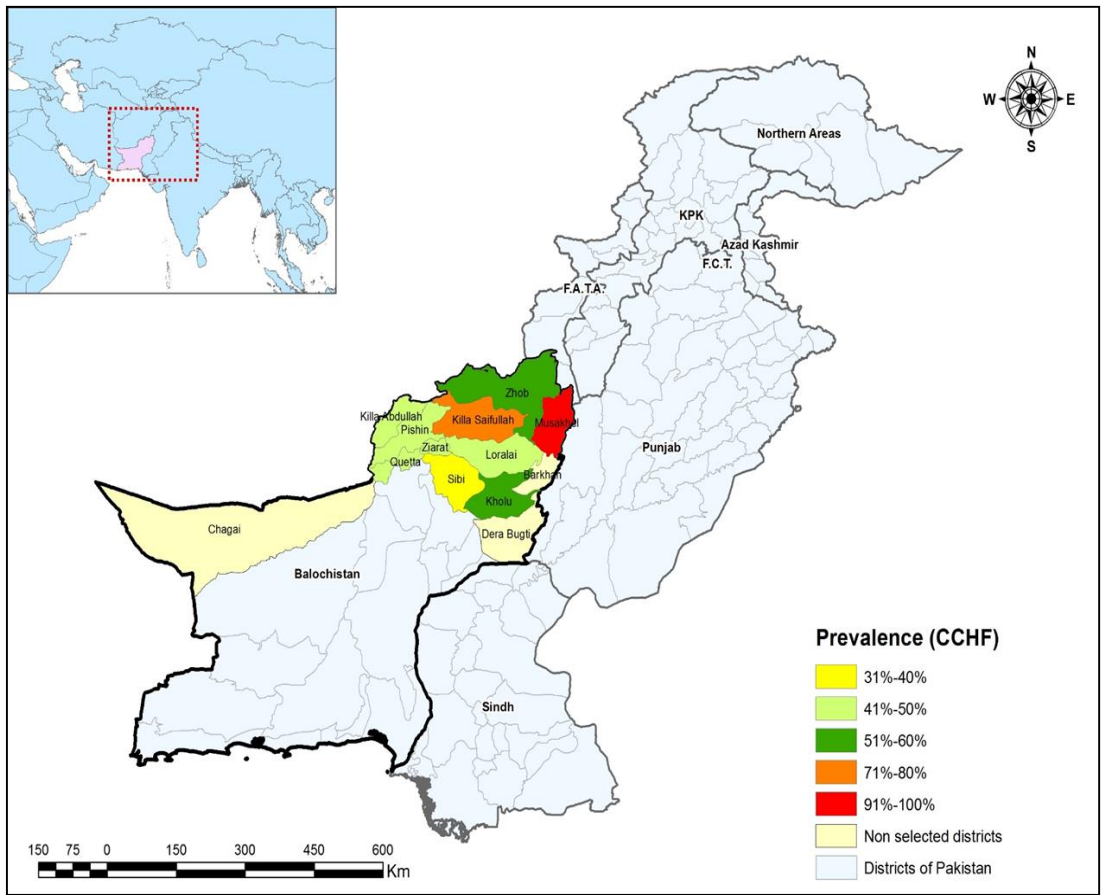 N
W E
S
Northern Areas
KPK
Azad Kashmir
F.C.T.
F.A.T.A.
Zhob
Killa Abdullah
Killa Saifullah
Musakhel
Pishin
Ziarat
Loralai
Punjab
Quetta
Barkhan
Sibi
Kholu
Chagai
Dera Bugti
Balochistan
Sindh
Prevalence (CCHF)
31%-40%
41%-50%
51%-60%
71%-80%
91%-100%
Non selected districts
Districts of Pakistan
150 75 0 150 300 450 600
Km